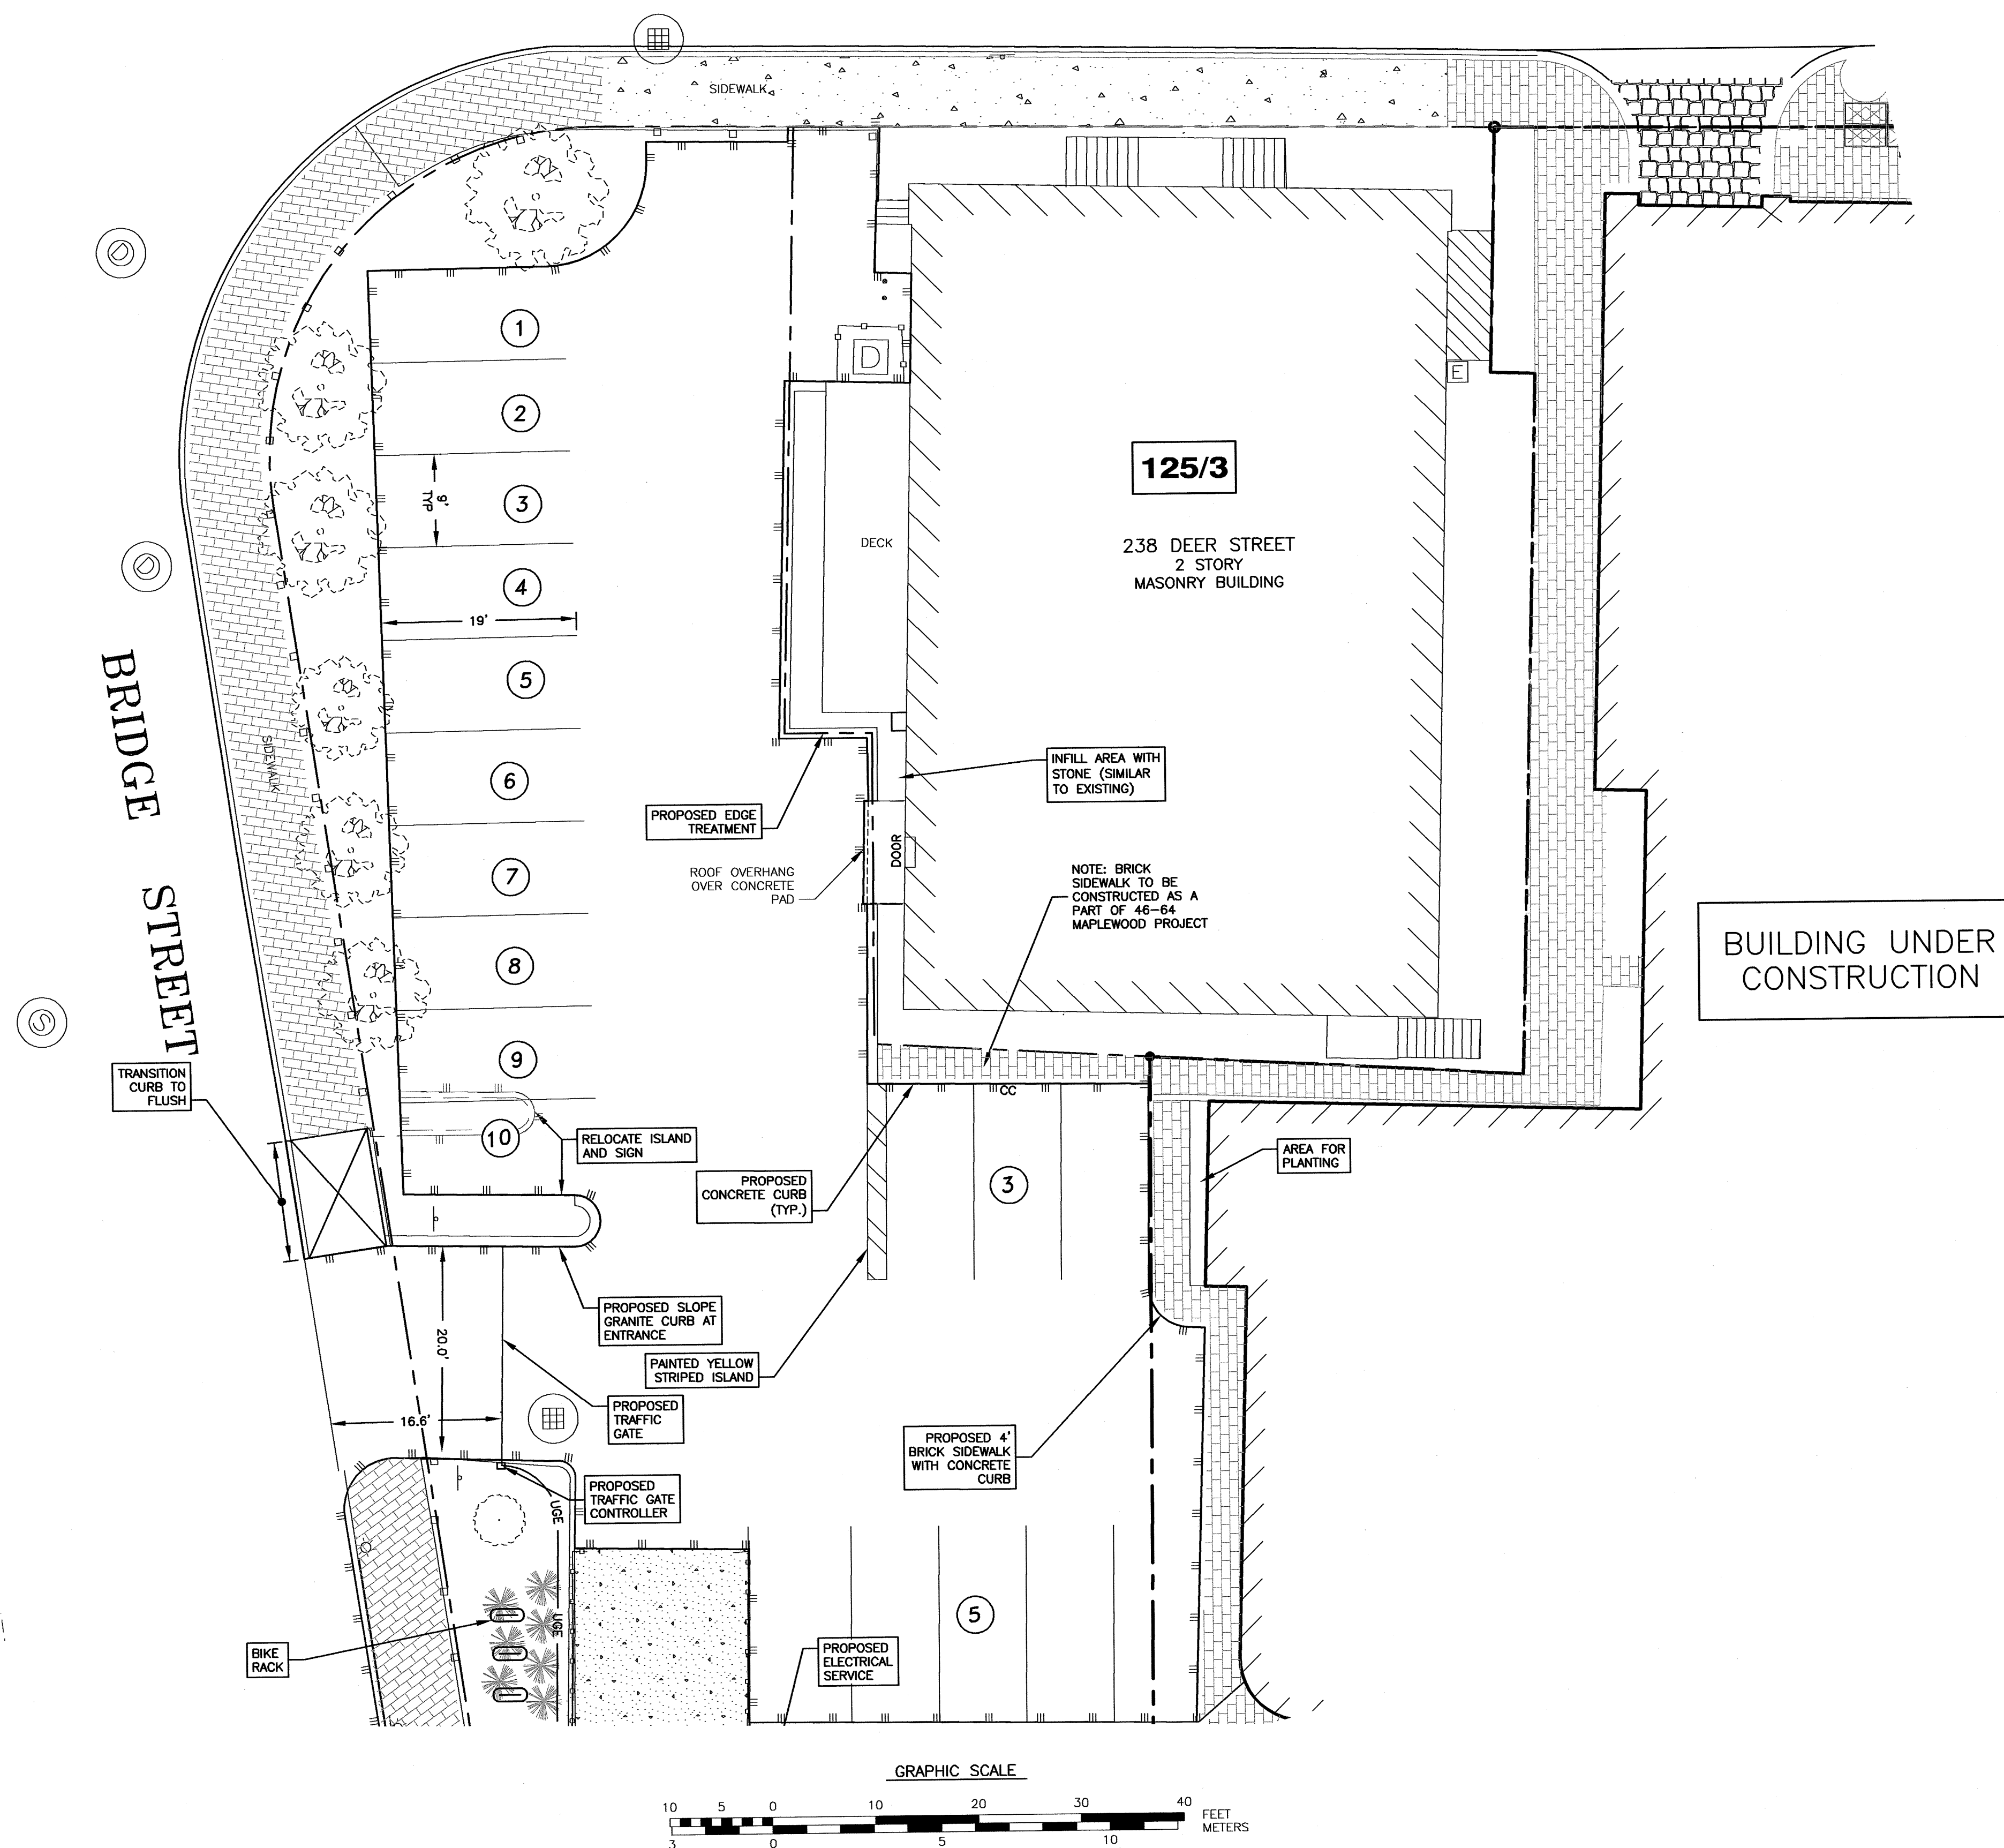 SIDEWALK
D
1
2
9'
TYP
3
4
19'
5
6
7
8
9
10
D
D
S
BRIDGE STREET
SIDEWALK
D
DECK
E
125/3
238 DEER STREET
2 STORY
MASONRY BUILDING
INFILL AREA WITH
STONE (SIMILAR
TO EXISTING)
PROPOSED EDGE
TREATMENT
DOOR
ROOF OVERHANG
OVER CONCRETE
PAD
NOTE: BRICK
SIDEWALK TO BE
CONSTRUCTED AS A
PART OF 46-64
MAPLEWOOD PROJECT
BUILDING UNDER
CONSTRUCTION
TRANSITION
CURB TO
FLUSH
CC
RELOCATE ISLAND
AND SIGN
AREA FOR
PLANTING
PROPOSED
CONCRETE CURB
(TYP.)
3
PROPOSED SLOPE
GRANITE CURB AT
ENTRANCE
20.0'
PAINTED YELLOW
STRIPED ISLAND
16.6'
PROPOSED
TRAFFIC
GATE
PROPOSED 4'
BRICK SIDEWALK
WITH CONCRETE
CURB
PROPOSED
TRAFFIC GATE
CONTROLLER
UGE
UGE
5
BIKE
RACK
PROPOSED
ELECTRICAL
SERVICE
GRAPHIC SCALE
10 5 0 10 20 30 40
FEET
METERS
3 0 5 10